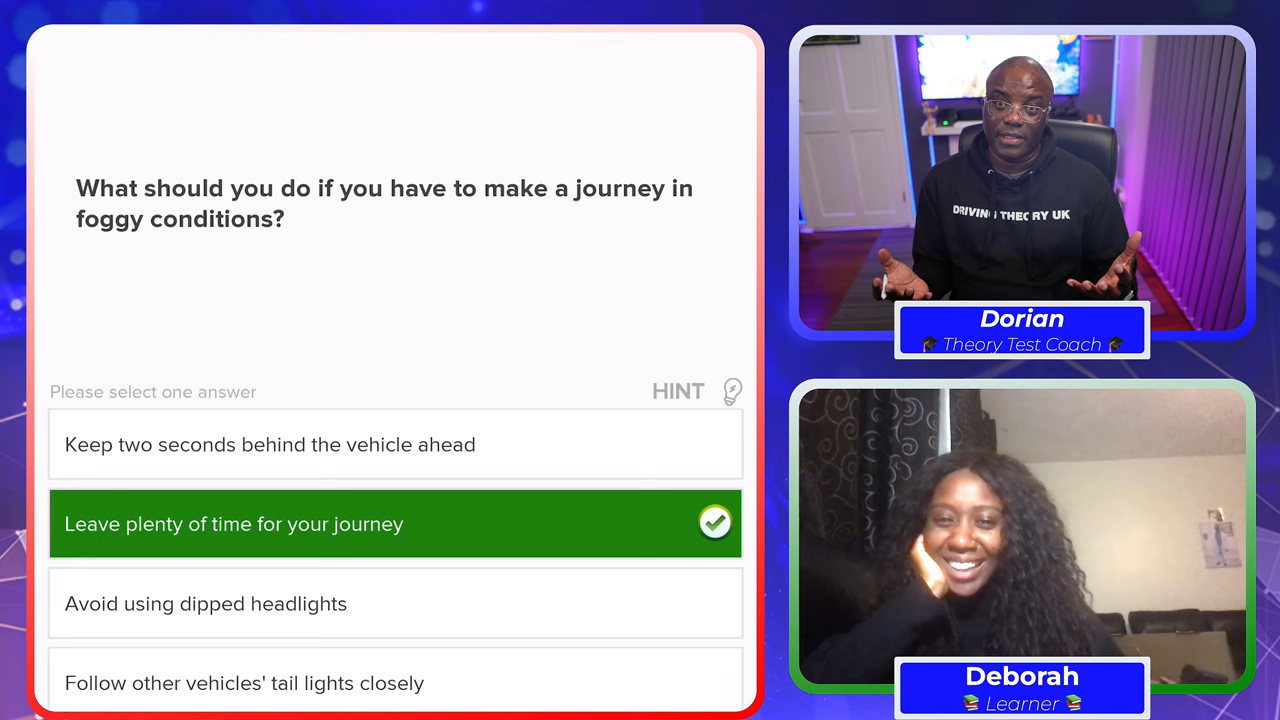 What should you do if you have to make a journey in
foggy conditions?
Please select one answer
HINT
Keep two seconds behind the vehicle ahead
Leave plenty of time for your journey
Avoid using dipped headlights
Follow other vehicles' tail lights closely
DRIVING THEORY UK
Dorian
Theory Test Coach
Deborah
Learner